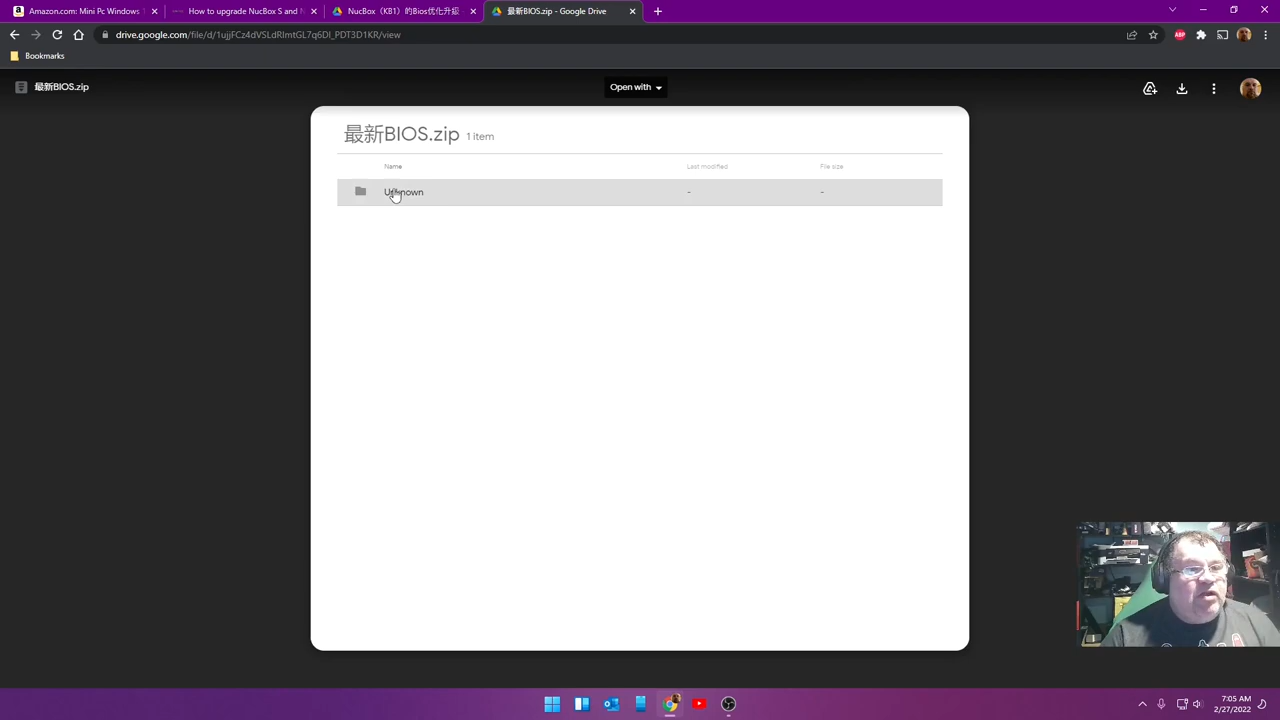 Amazon.com: Mini Pc Windows 1
How to upgrade NucBox S and N
NucBox（KB1）的Bios优化升级
最新BIOS.zip - Google Drive
drive.google.com/file/d/1ujjFCz4dVSLdRImtGL7q6DI_PDT3D1KR/view
Bookmarks
最新BIOS.zip
Open with
最新BIOS.zip 1 item
Name Last modified File size
Unknown - -
7:05 AM
2/27/2022